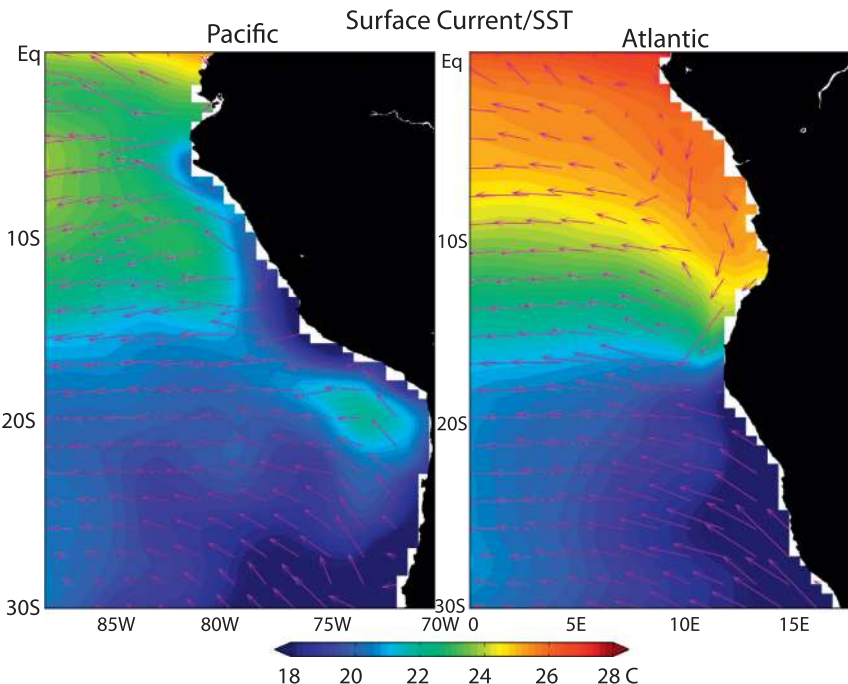 Surface Current/SST
Pacific
Atlantic
Eq
10S
20S
30S
85W
80W
75W
70W
Eq
10S
20S
30S
0
5E
10E
15E
18
20
22
24
26
28 C